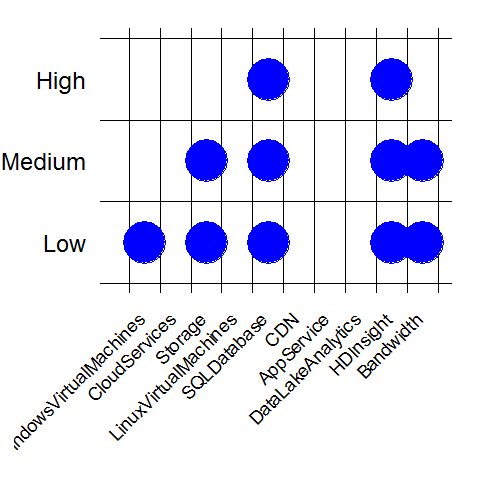 High
Medium
Low
ndowsVirtualMachines
CloudServices
Storage
LinuxVirtualMachines
SQLDatabase
CDN
AppService
DataLakeAnalytics
HDInsight
Bandwidth